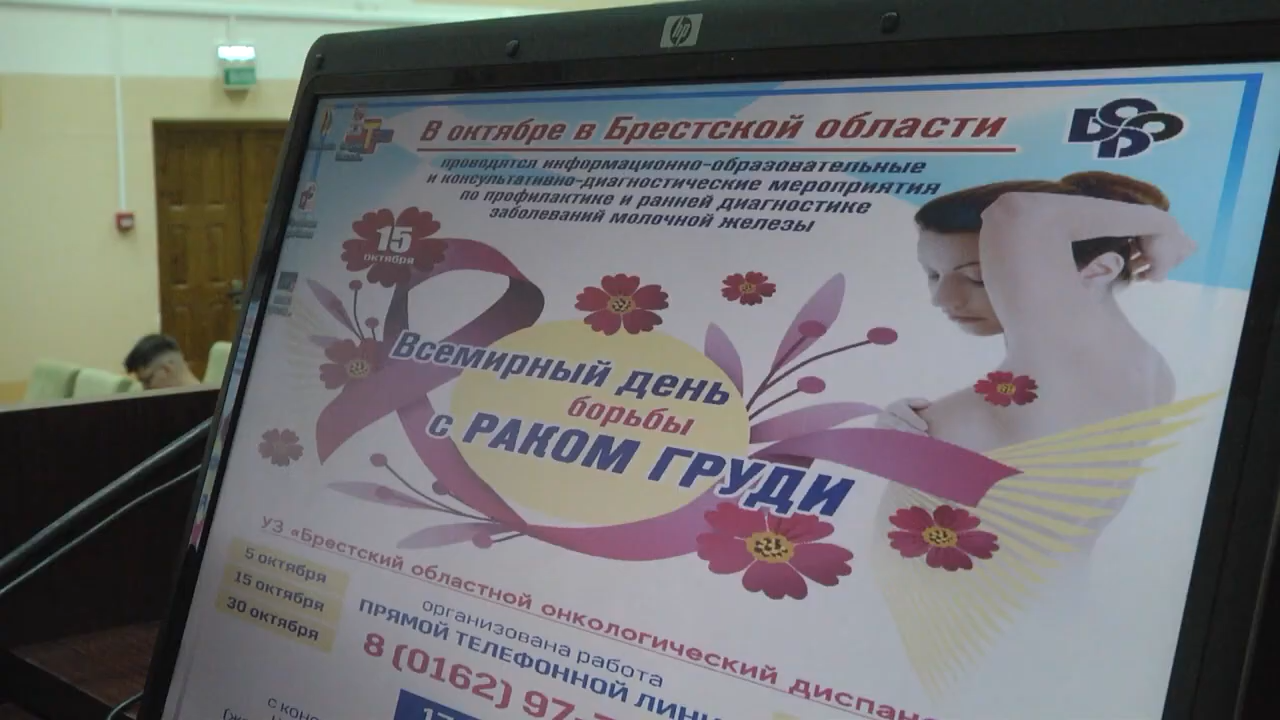 hp
В октябре в Брестской области
проводятся информационно-образовательные
и консультативно-диагностические мероприятия
по профилактике и ранней диагностике
заболеваний молочной железы
15
октября
Всемирный день
борьбы
с РАКОМ ГРУДИ
УЗ «Брестский областной онкологический
5 октября
15 октября
30 октября
организована работа
ПРЯМОЙ ТЕЛЕФОННОЙ
8 (0162) 97-